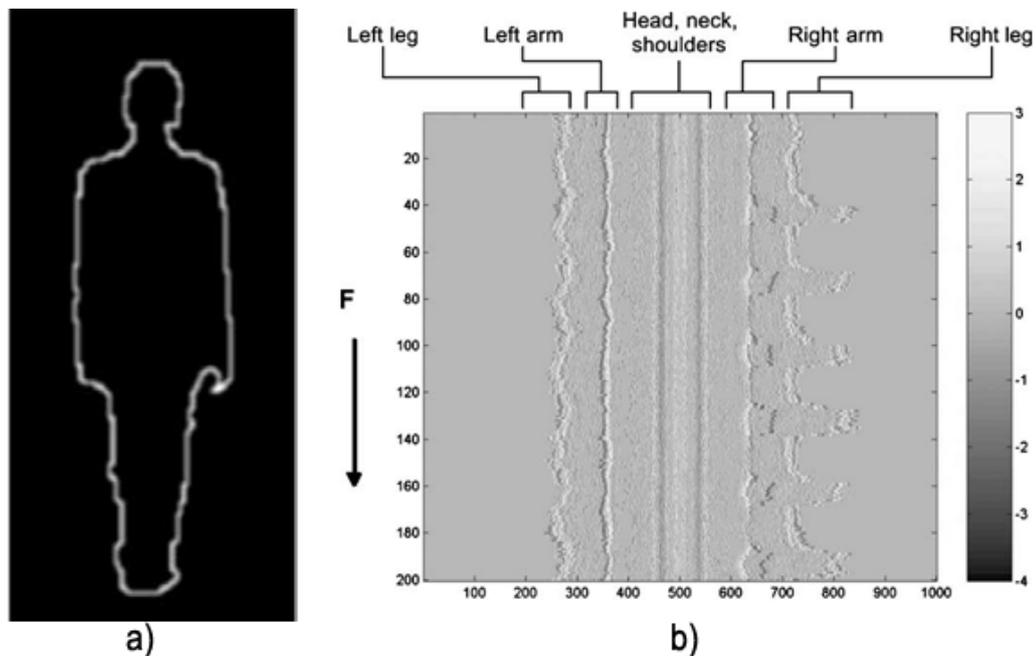 Left leg
Left arm
Head, neck,
shoulders
Right arm
Right leg
F
20
40
60
80
100
120
140
160
180
200
100 200 300 400 500 600 700 800 900 1000
3
2
1
0
-1
-2
-3
-4
a)
b)